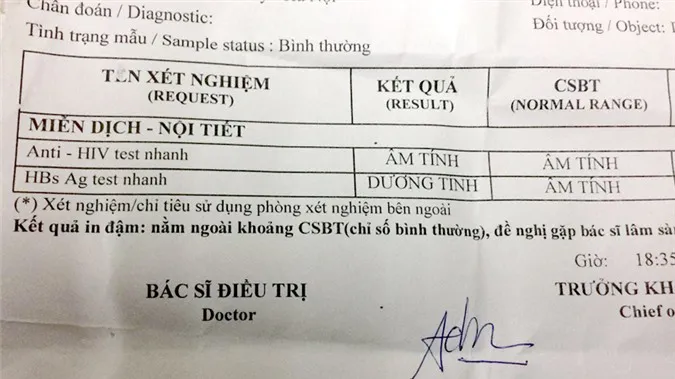 Chẩn đoán / Diagnostic:
Điện thoại / Phone:
Đối tượng / Object:
Tình trạng mẫu / Sample status : Bình thường
TÊN XÉT NGHIỆM KẾT QUẢ CSBT
(REQUEST) (RESULT) (NORMAL RANGE)
MIỄN DỊCH - NỘI TIẾT
Anti - HIV test nhanh ÂM TÍNH ÂM TÍNH
HBs Ag test nhanh DƯƠNG TÍNH ÂM TÍNH
(*) Xét nghiệm/chỉ tiêu sử dụng phòng xét nghiệm bên ngoài
Kết quả in đậm: nằm ngoài khoảng CSBT(chỉ số bình thường), đề nghị gặp bác sĩ lâm
Giờ: 18:35
BÁC SĨ ĐIỀU TRỊ TRƯỞNG
Doctor Chief